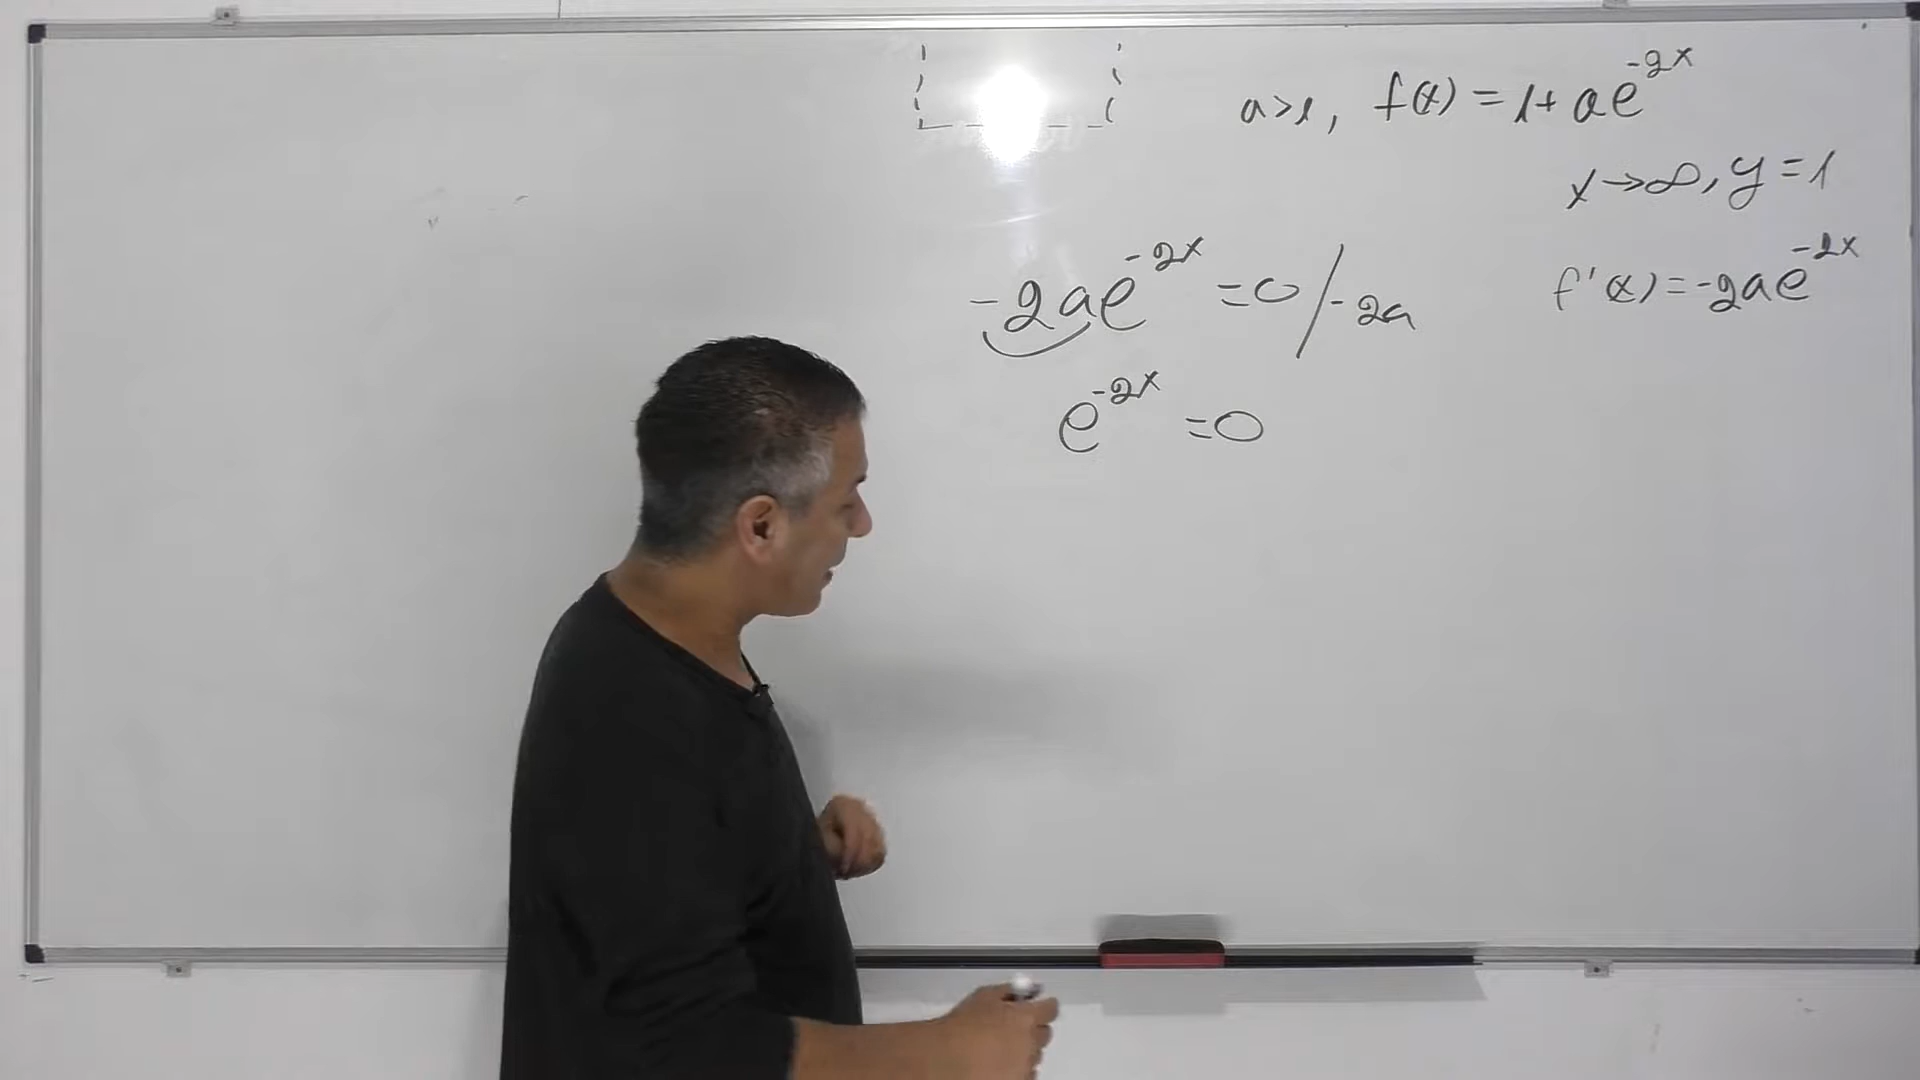 a>1, f(x) = 1 + ae^{-2x}
x→∞, y = 1
f'(x) = -2ae^{-2x}
-2ae^{-2x} = 0 / -2a
e^{-2x} = 0